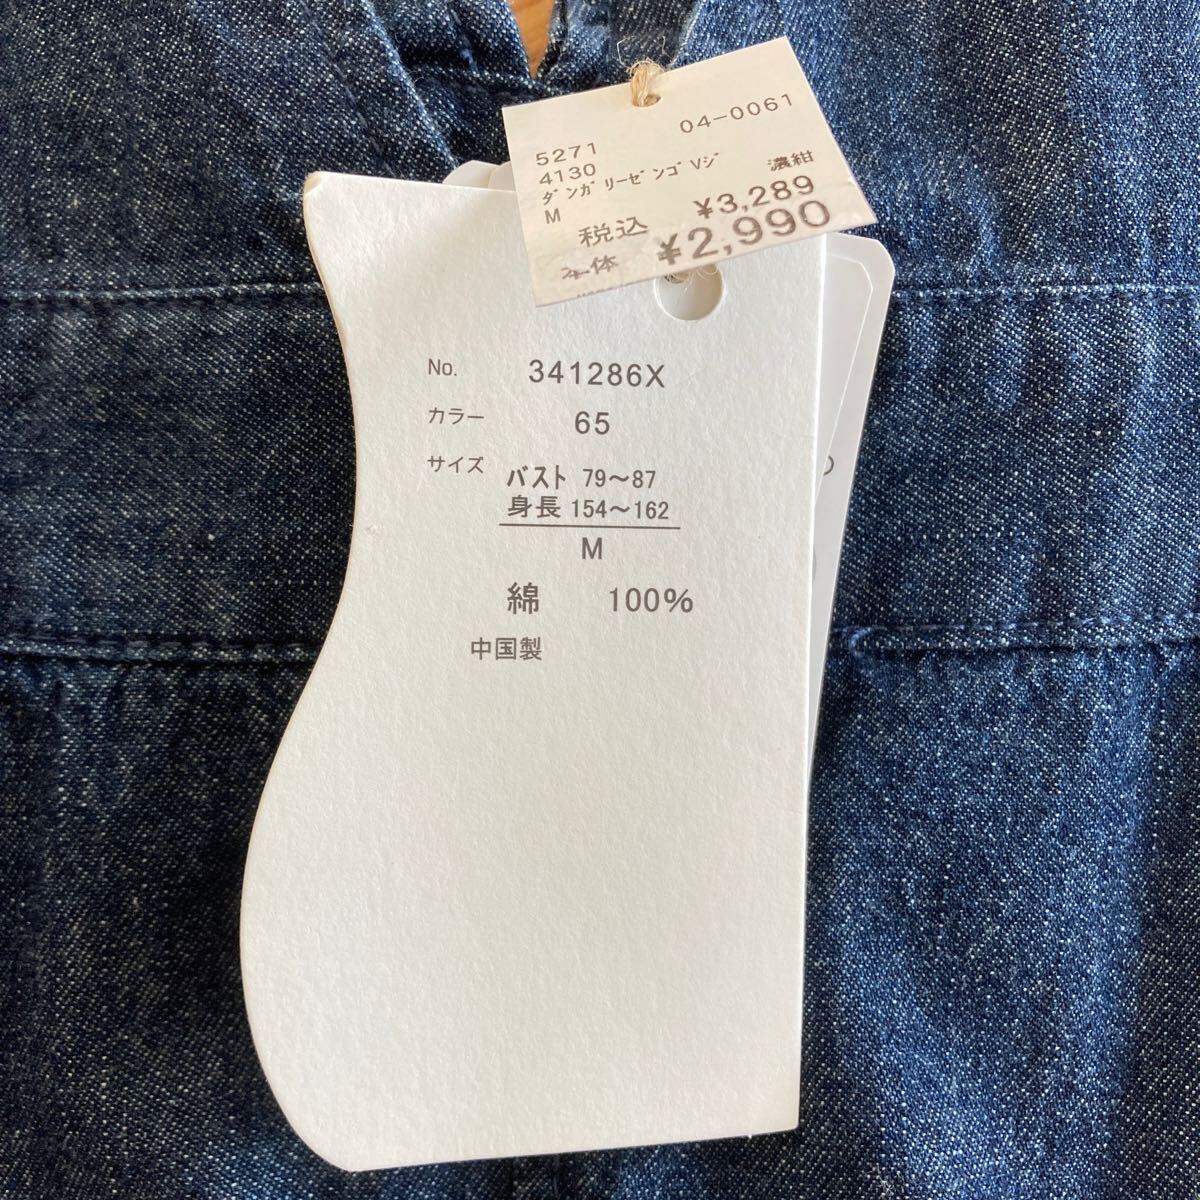 04-0061
5271
4130
ﾀﾞﾝｶﾞﾘｰｾﾞﾝｺﾞVｼﾞ 濃紺
M
税込 ¥3,289
本体 ¥2,990
No. 341286X
カラー 65
サイズ バスト 79〜87
身長 154〜162
M
綿 100%
中国製